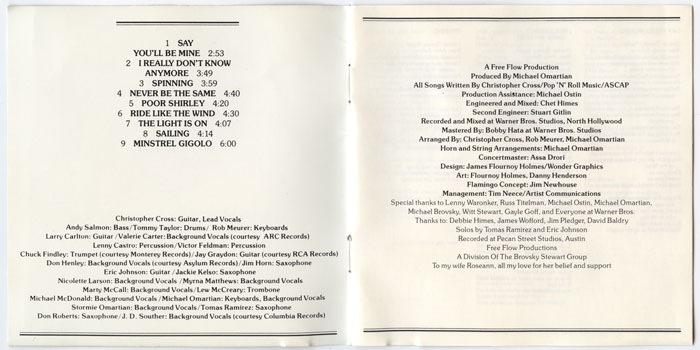 1 SAY
YOU'LL BE MINE 2:53
2 I REALLY DON'T KNOW
ANYMORE 3:49
3 SPINNING 3:59
4 NEVER BE THE SAME 4:40
5 POOR SHIRLEY 4:20
6 RIDE LIKE THE WIND 4:30
7 THE LIGHT IS ON 4:07
8 SAILING 4:14
9 MINSTREL GIGOLO 6:00
Christopher Cross: Guitar, Lead Vocals
Andy Salmon: Bass/Tommy Taylor: Drums/ Rob Meurer: Keyboards
Larry Carlton: Guitar/Valerie Carter: Background Vocals (courtesy ARC Records)
Lenny Castro: Percussion/Victor Feldman: Percussion
Chuck Findley: Trumpet (courtesy Monterey Records)/Jay Graydon: Guitar (courtesy RCA Records)
Don Henley: Background Vocals (courtesy Asylum Records)/Jim Horn: Saxophone
Eric Johnson: Guitar/Jackie Kelso: Saxophone
Nicolette Larson: Background Vocals/Myrna Matthews: Background Vocals
Marty McCall: Background Vocals/Lew McCreary: Trombone
Michael McDonald: Background Vocals/Michael Omartian: Keyboards, Background Vocals
Stormie Omartian: Background Vocals/Tomas Ramirez: Saxophone
Don Roberts: Saxophone/J. D. Souther: Background Vocals (courtesy Columbia Records)
A Free Flow Production
Produced By Michael Omartian
All Songs Written By Christopher Cross/Pop 'N' Roll Music/ASCAP
Production Assistance: Michael Ostin
Engineered and Mixed: Chet Himes
Second Engineer: Stuart Gitlin
Recorded and Mixed at Warner Bros. Studios, North Hollywood
Mastered By: Bobby Hata at Warner Bros. Studios
Arranged By: Christopher Cross, Rob Meurer, Michael Omartian
Horn and String Arrangements: Michael Omartian
Concertmaster: Assa Drori
Design: James Flournoy Holmes/Wonder Graphics
Art: Flournoy Holmes, Danny Henderson
Flamingo Concept: Jim Newhouse
Management: Tim Neece/Artist Communications
Special thanks to Lenny Waronker, Russ Titelman, Michael Ostin, Michael Omartian,
Michael Brovsky, Witt Stewart, Gayle Goff, and Everyone at Warner Bros.
Thanks to: Debbie Himes, James Wofford, Jim Pledger, David Baldry
Solos by Tomas Ramirez and Eric Johnson
Recorded at Pecan Street Studios, Austin
Free Flow Productions
A Division Of The Brovsky Stewart Group
To my wife Roseann, all my love for her belief and support